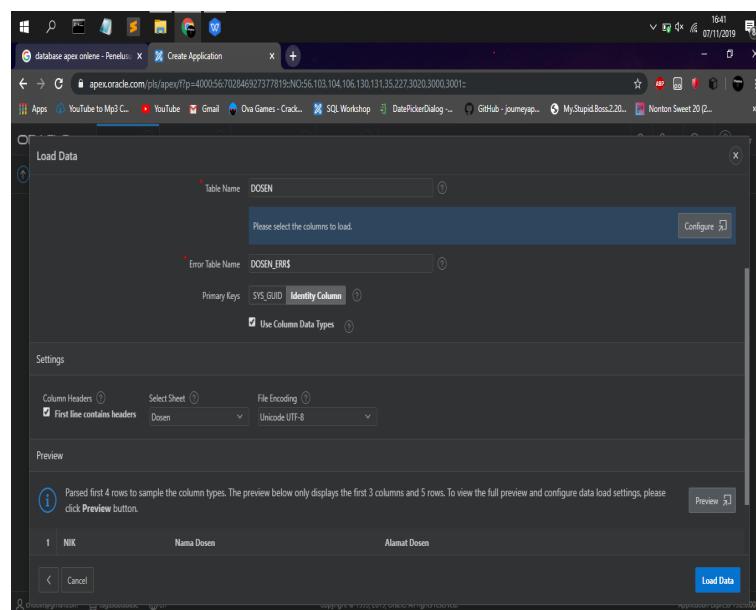 16:41
07/11/2019
database apex onlene - Penelusu
Create Application
apex.oracle.com/pls/apex/f?p=4000:56:702846927377819::NO:56,103,104,106,130,131,35,227,3020,3000,3001::
Apps
YouTube to Mp3 C...
YouTube
Gmail
Ova Games - Crack...
SQL Workshop
DatePickerDialog -...
GitHub - journeyap...
My.Stupid.Boss.2.20...
Nonton Sweet 20 (2...
Load Data
* Table Name DOSEN
Please select the columns to load.
Configure
* Error Table Name DOSEN_ERR$
Primary Keys SYS_GUID Identity Column
Use Column Data Types
Settings
Column Headers Select Sheet File Encoding
First line contains headers Dosen Unicode UTF-8
Preview
Parsed first 4 rows to sample the column types. The preview below only displays the first 3 columns and 5 rows. To view the full preview and configure data load settings, please
click Preview button.
Preview
1 NIK Nama Dosen Alamat Dosen
Cancel
Load Data